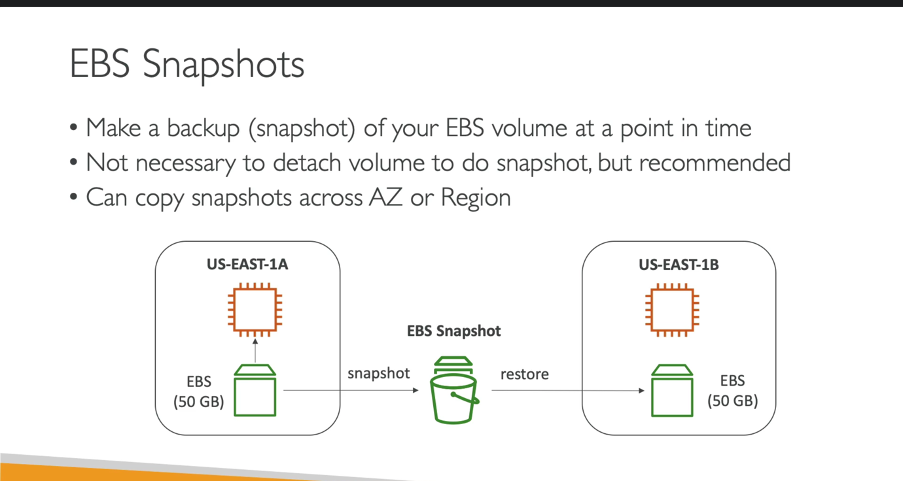 EBS Snapshots
• Make a backup (snapshot) of your EBS volume at a point in time
• Not necessary to detach volume to do snapshot, but recommended
• Can copy snapshots across AZ or Region
US-EAST-1A
US-EAST-1B
EBS Snapshot
snapshot
restore
EBS
(50 GB)
EBS
(50 GB)